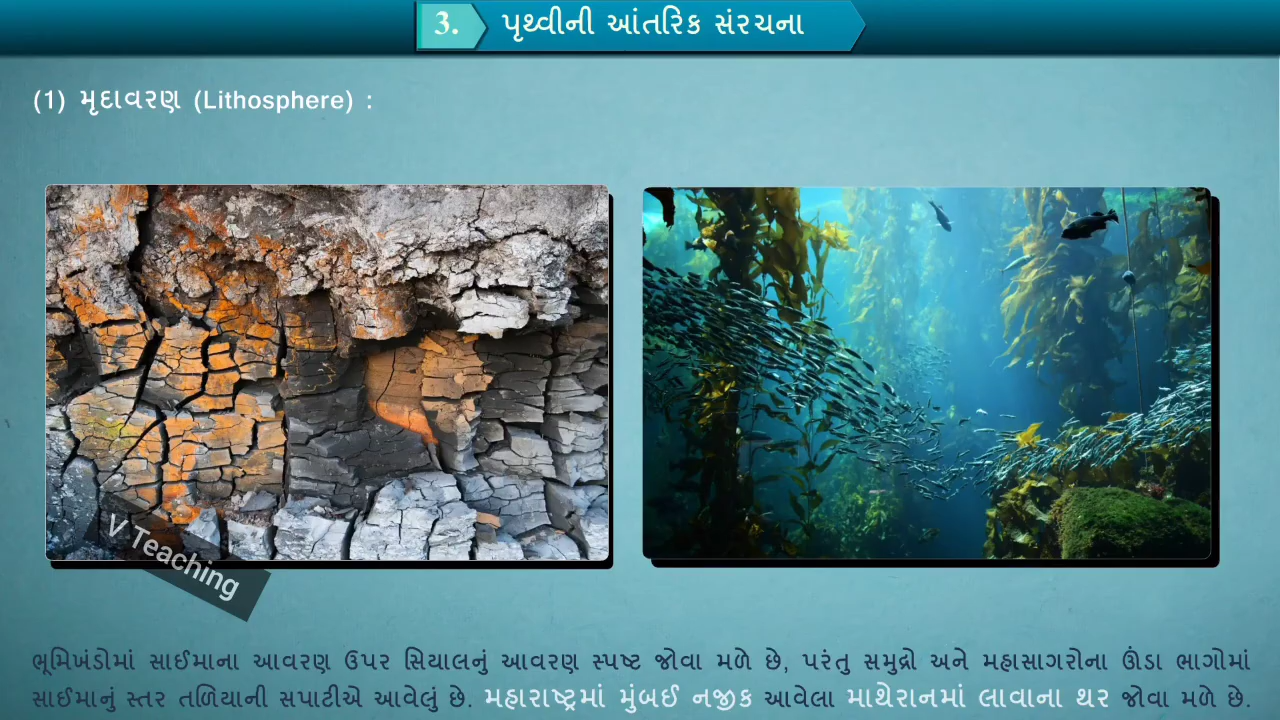 3. પૃથ્વીની આંતરિક સંરચના
(1) મૃદાવરણ (Lithosphere) :
V Teaching
ભૂમિખંડોમાં સાઈમાના આવરણ ઉપર સિયાલનું આવરણ સ્પષ્ટ જોવા મળે છે, પરંતુ સમુદ્રો અને મહાસાગરોના ઊંડા ભાગોમાં
સાઈમાનું સ્તર તળિયાની સપાટીએ આવેલું છે. મહારાષ્ટ્રમાં મુંબઈ નજીક આવેલા માથેરાનમાં લાવાના થર જોવા મળે છે.